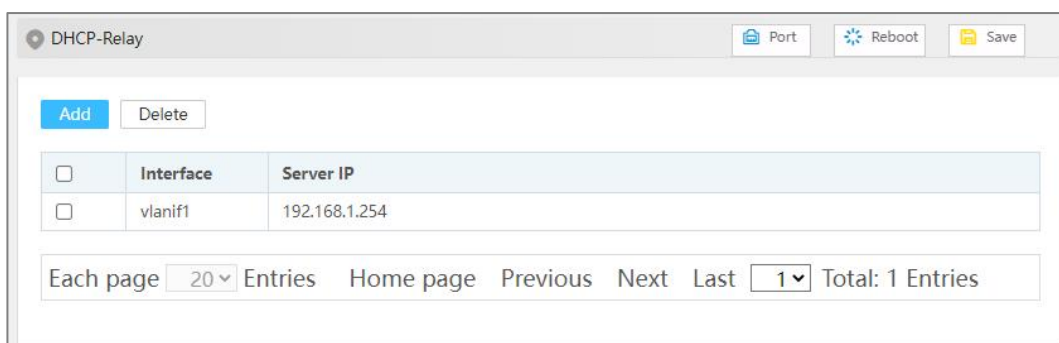 DHCP-Relay Port Reboot Save
Add Delete
Interface Server IP
vlanif1 192.168.1.254
Each page 20 Entries Home page Previous Next Last 1 Total: 1 Entries